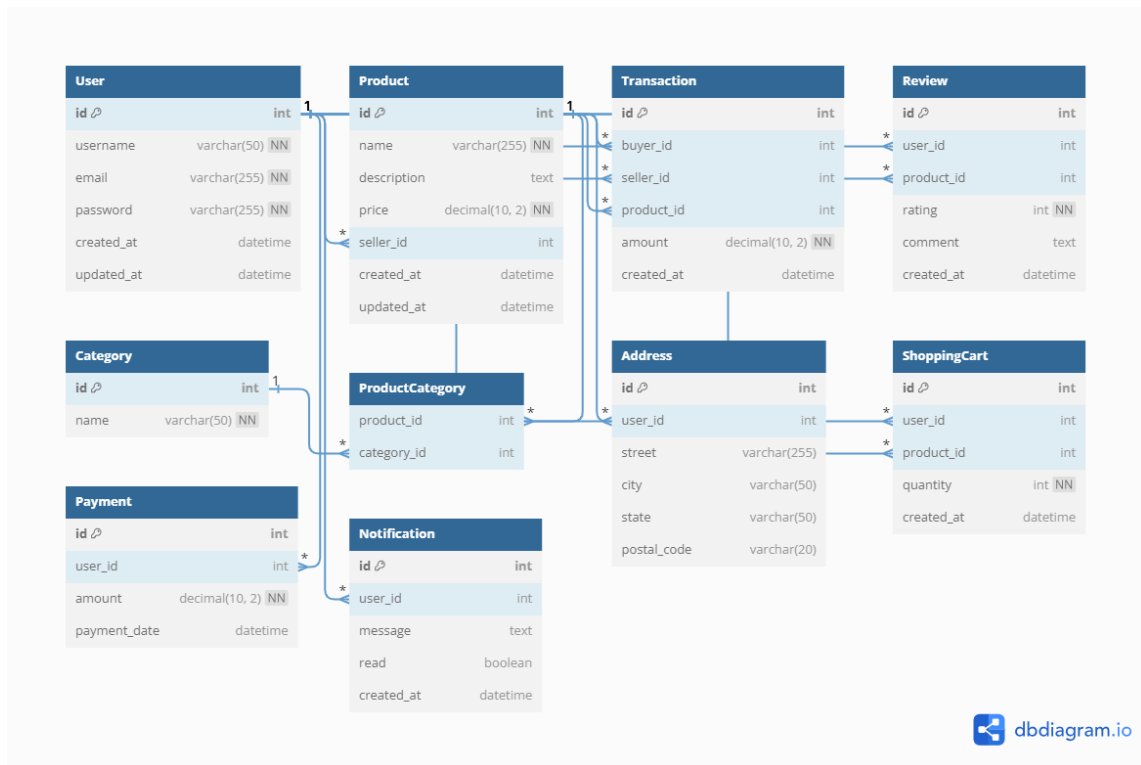 User
id int
username varchar(50) NN
email varchar(255) NN
password varchar(255) NN
created_at datetime
updated_at datetime
1
Product
id int
name varchar(255) NN
description text
price decimal(10, 2) NN
* seller_id int
created_at datetime
updated_at datetime
1
Transaction
id int
* buyer_id int
* seller_id int
* product_id int
amount decimal(10, 2) NN
created_at datetime
Review
id int
* user_id int
* product_id int
rating int NN
comment text
created_at datetime
Category
id int
name varchar(50) NN
1
ProductCategory
product_id int *
* category_id int
Address
id int
* user_id int
street varchar(255)
city varchar(50)
state varchar(50)
postal_code varchar(20)
ShoppingCart
id int
* user_id int
* product_id int
quantity int NN
created_at datetime
Payment
id int
user_id int *
amount decimal(10, 2) NN
payment_date datetime
Notification
id int
* user_id int
message text
read boolean
created_at datetime
dbdiagram.io